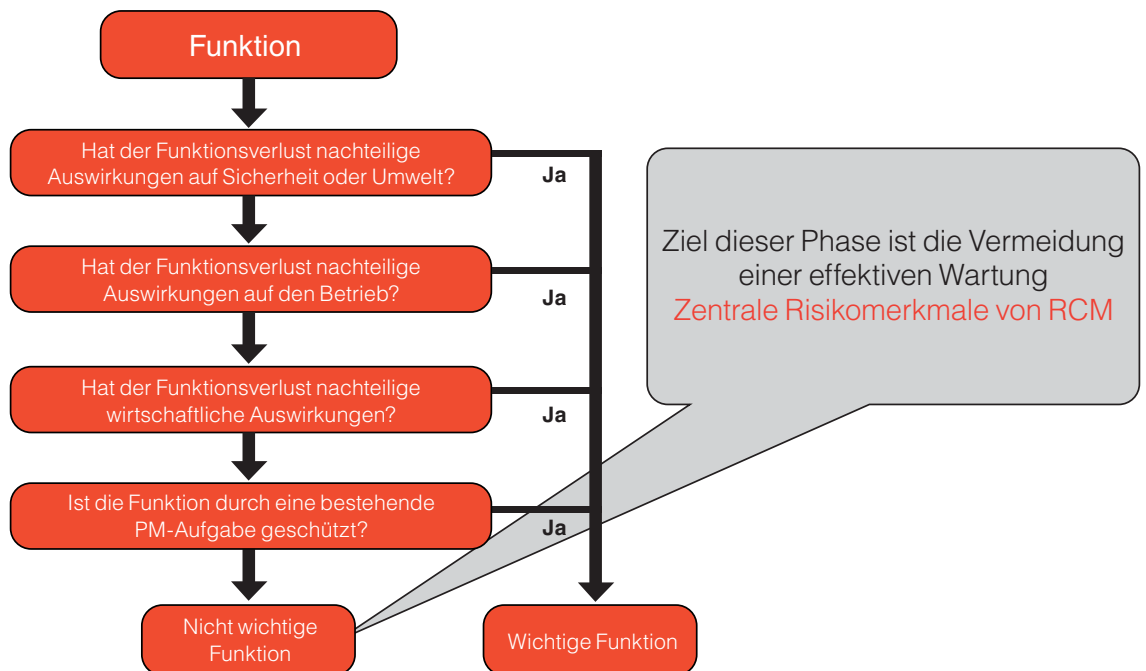 Funktion
Hat der Funktionsverlust nachteilige
Auswirkungen auf Sicherheit oder Umwelt?
Ja
Hat der Funktionsverlust nachteilige
Auswirkungen auf den Betrieb?
Ja
Hat der Funktionsverlust nachteilige
wirtschaftliche Auswirkungen?
Ja
Ist die Funktion durch eine bestehende
PM-Aufgabe geschützt?
Ja
Nicht wichtige
Funktion
Wichtige Funktion
Ziel dieser Phase ist die Vermeidung
einer effektiven Wartung
Zentrale Risikomerkmale von RCM